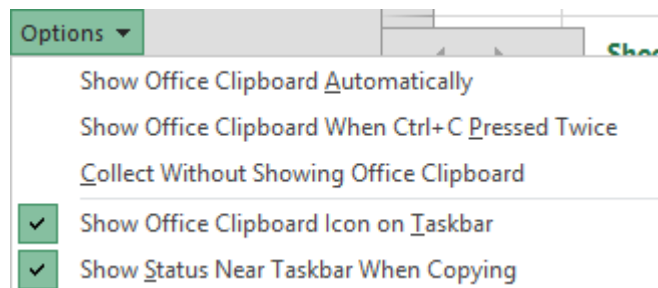 Options
Show Office Clipboard Automatically
Show Office Clipboard When Ctrl+C Pressed Twice
Collect Without Showing Office Clipboard
Show Office Clipboard Icon on Taskbar
Show Status Near Taskbar When Copying